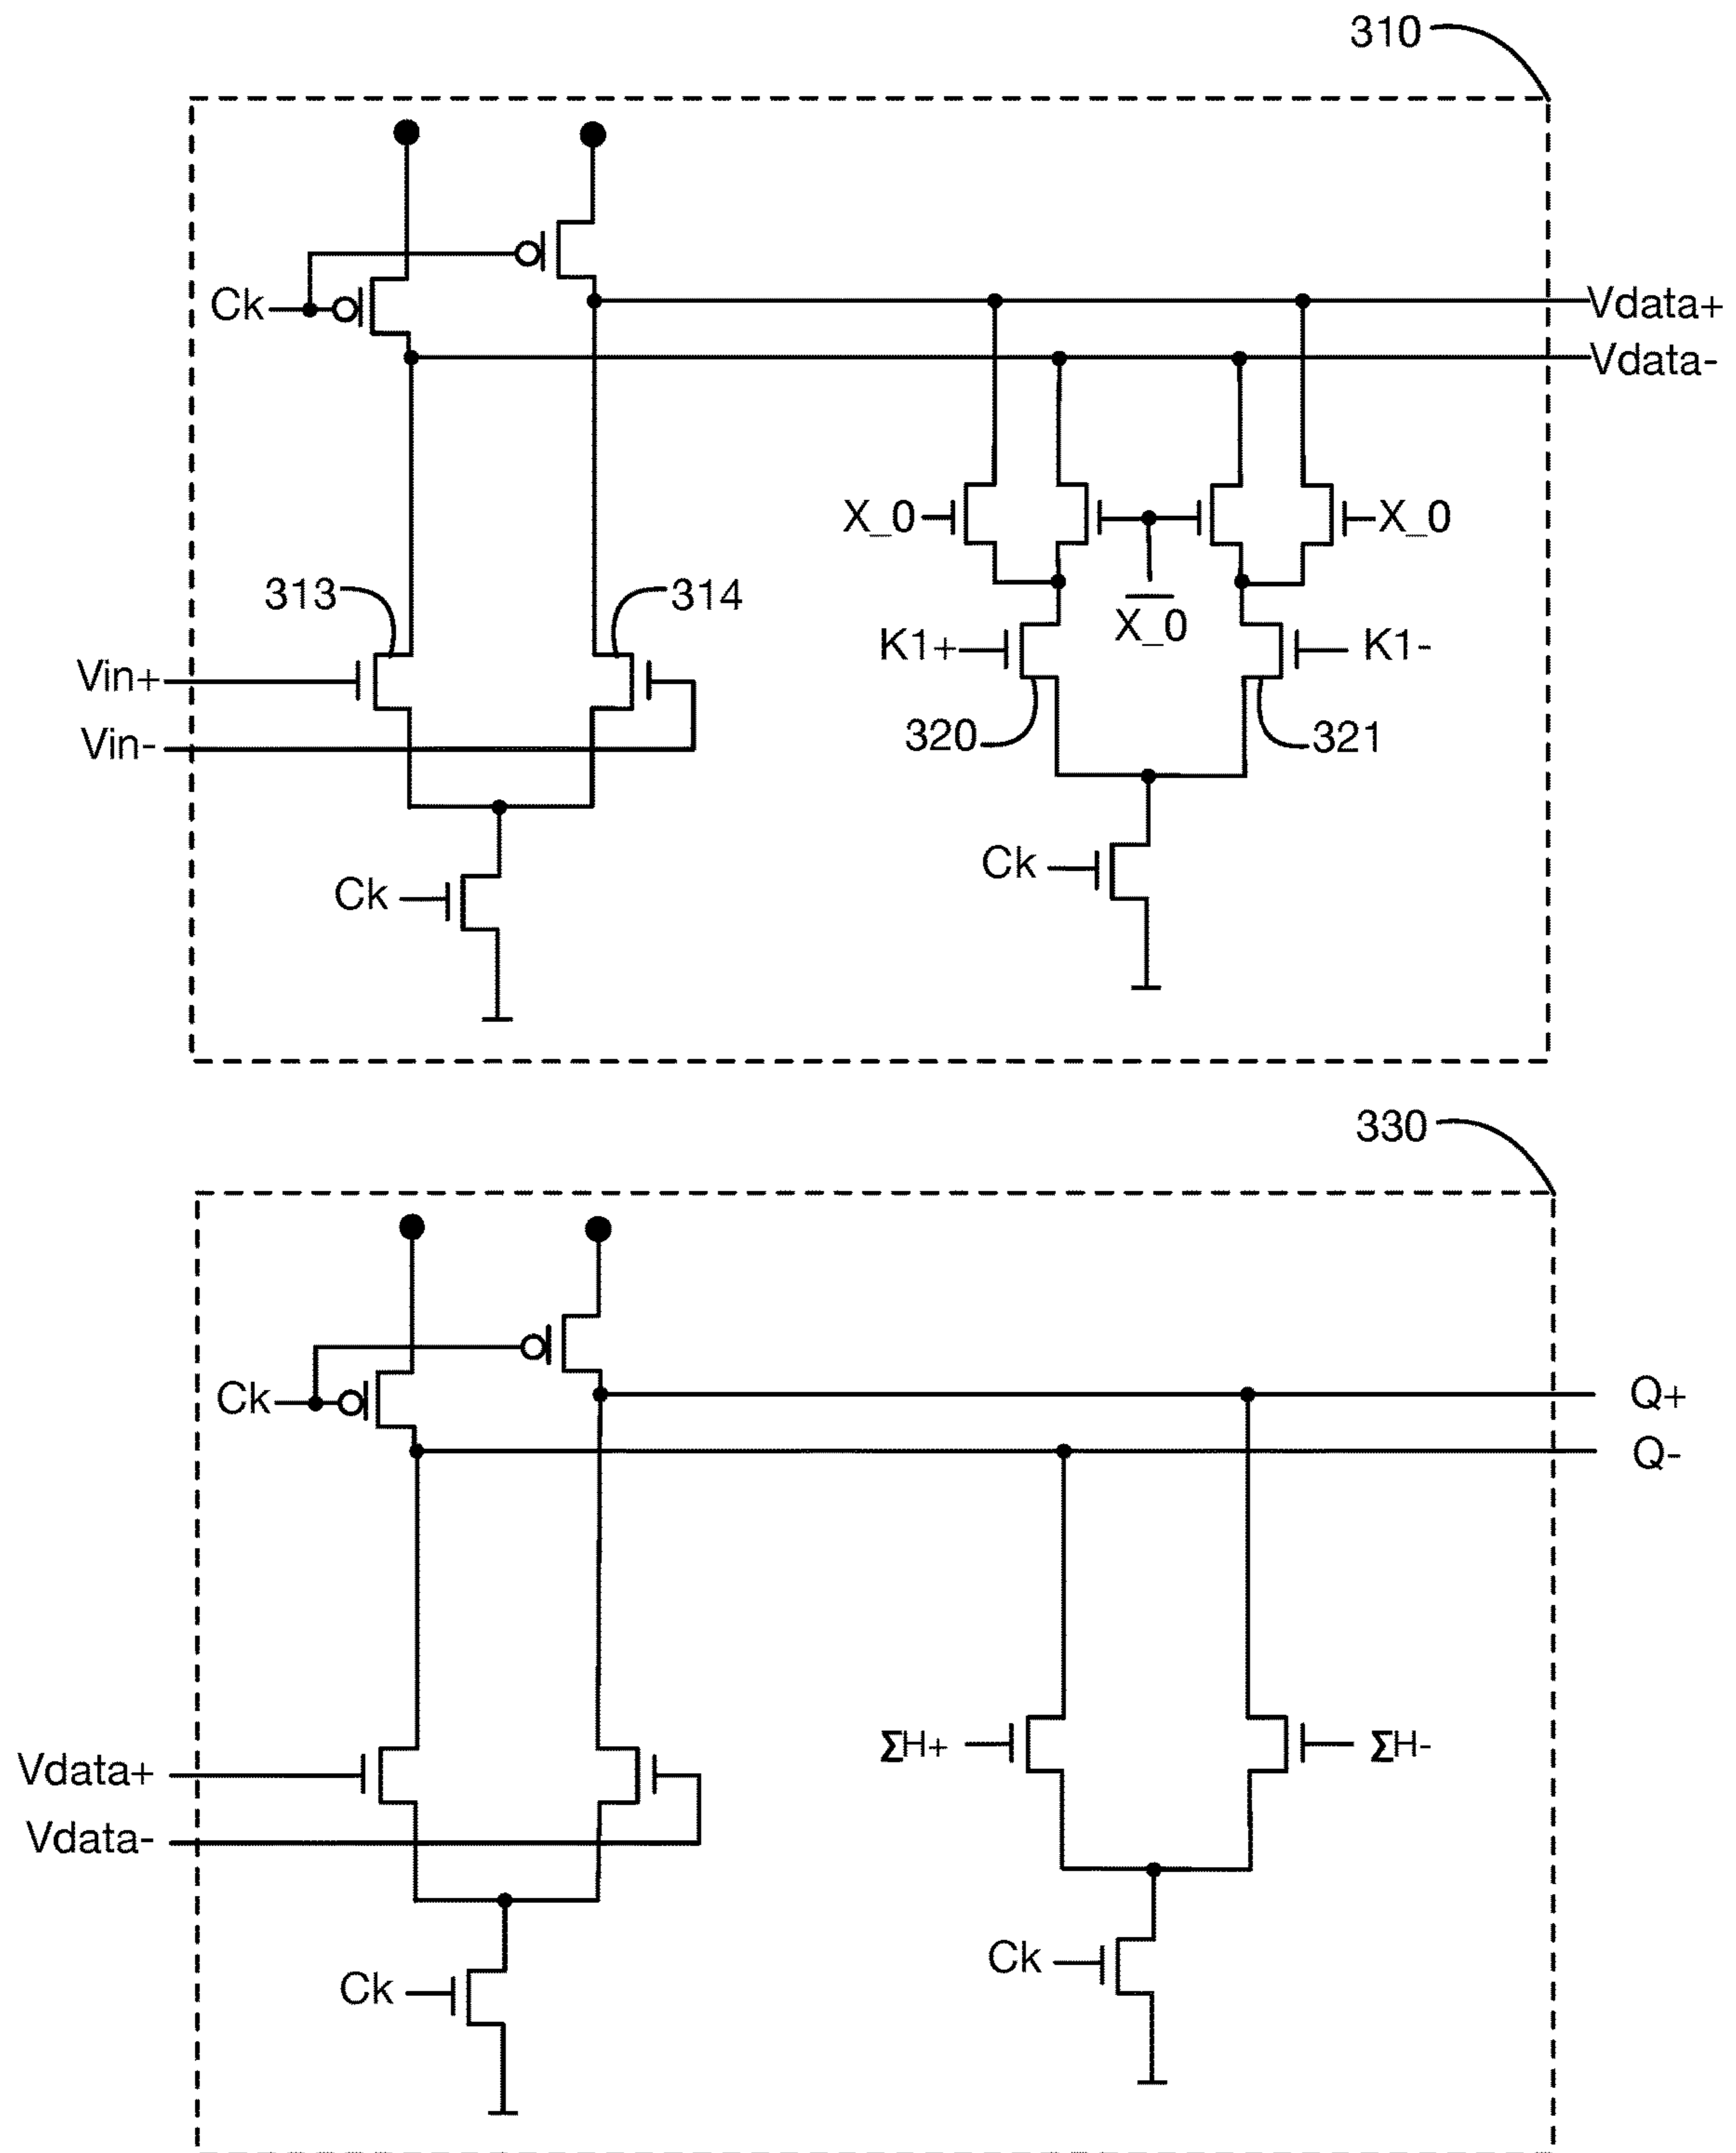 310
Ck
Vdata+
Vdata-
X_0
X_0
X_0
313
314
K1+
K1-
Vin+
Vin-
320
321
Ck
Ck
330
Ck
Q+
Q-
ΣH+
ΣH-
Vdata+
Vdata-
Ck
Ck